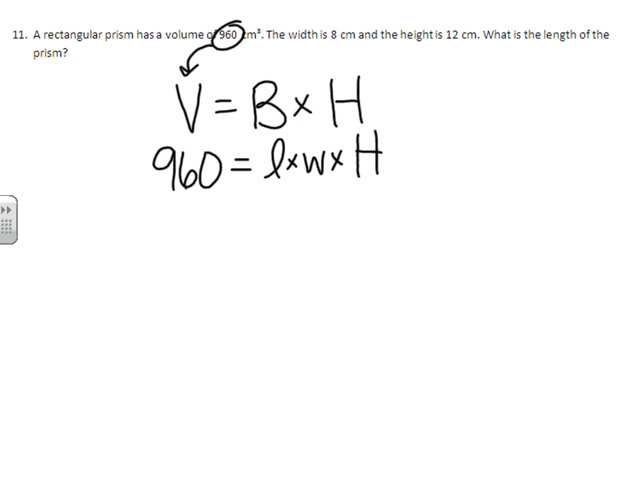 11. A rectangular prism has a volume of 960 cm³. The width is 8 cm and the height is 12 cm. What is the length of the
prism?
V = B × H
960 = l × w × H